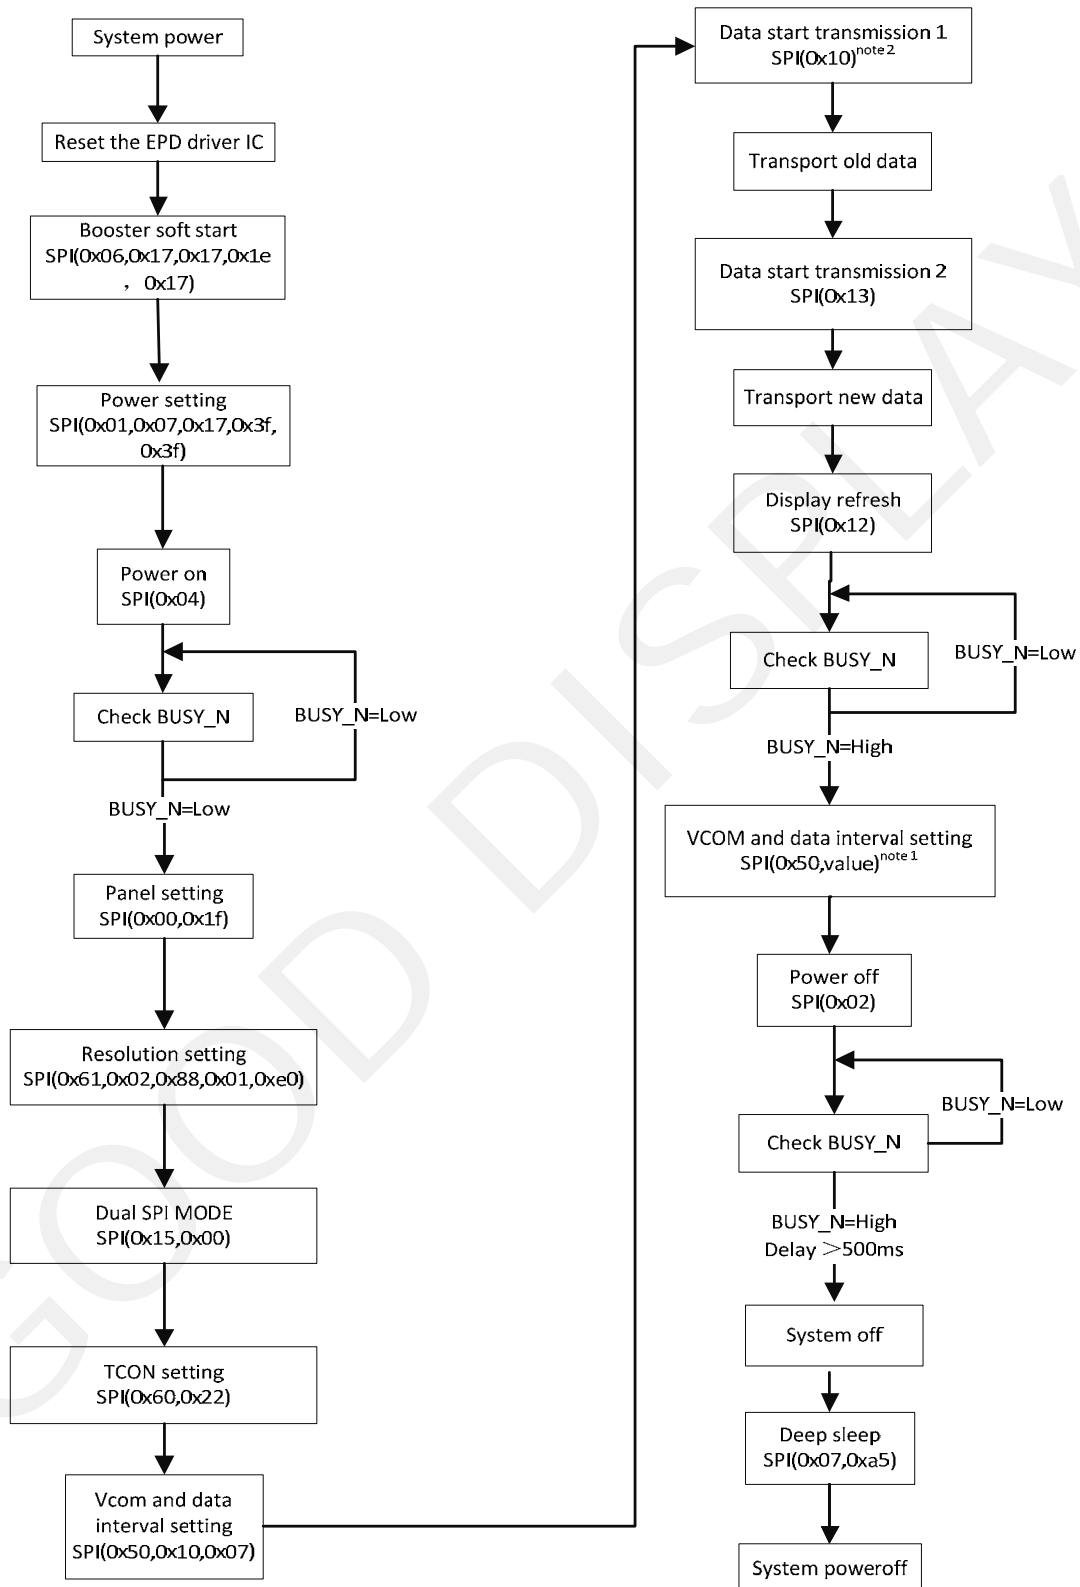 System power
Reset the EPD driver IC
Booster soft start
SPI(0x06,0x17,0x17,0x1e
, 0x17)
Power setting
SPI(0x01,0x07,0x17,0x3f,
0x3f)
Power on
SPI(0x04)
Check BUSY_N
BUSY_N=Low
BUSY_N=Low
Panel setting
SPI(0x00,0x1f)
Resolution setting
SPI(0x61,0x02,0x88,0x01,0xe0)
Dual SPI MODE
SPI(0x15,0x00)
TCON setting
SPI(0x60,0x22)
Vcom and data
interval setting
SPI(0x50,0x10,0x07)
Data start transmission 1
SPI(0x10)note 2
Transport old data
Data start transmission 2
SPI(0x13)
Transport new data
Display refresh
SPI(0x12)
Check BUSY_N
BUSY_N=Low
BUSY_N=High
VCOM and data interval setting
SPI(0x50,value)note 1
Power off
SPI(0x02)
BUSY_N=Low
Check BUSY_N
BUSY_N=High
Delay >500ms
System off
Deep sleep
SPI(0x07,0xa5)
System poweroff
GOOD DISPLAY